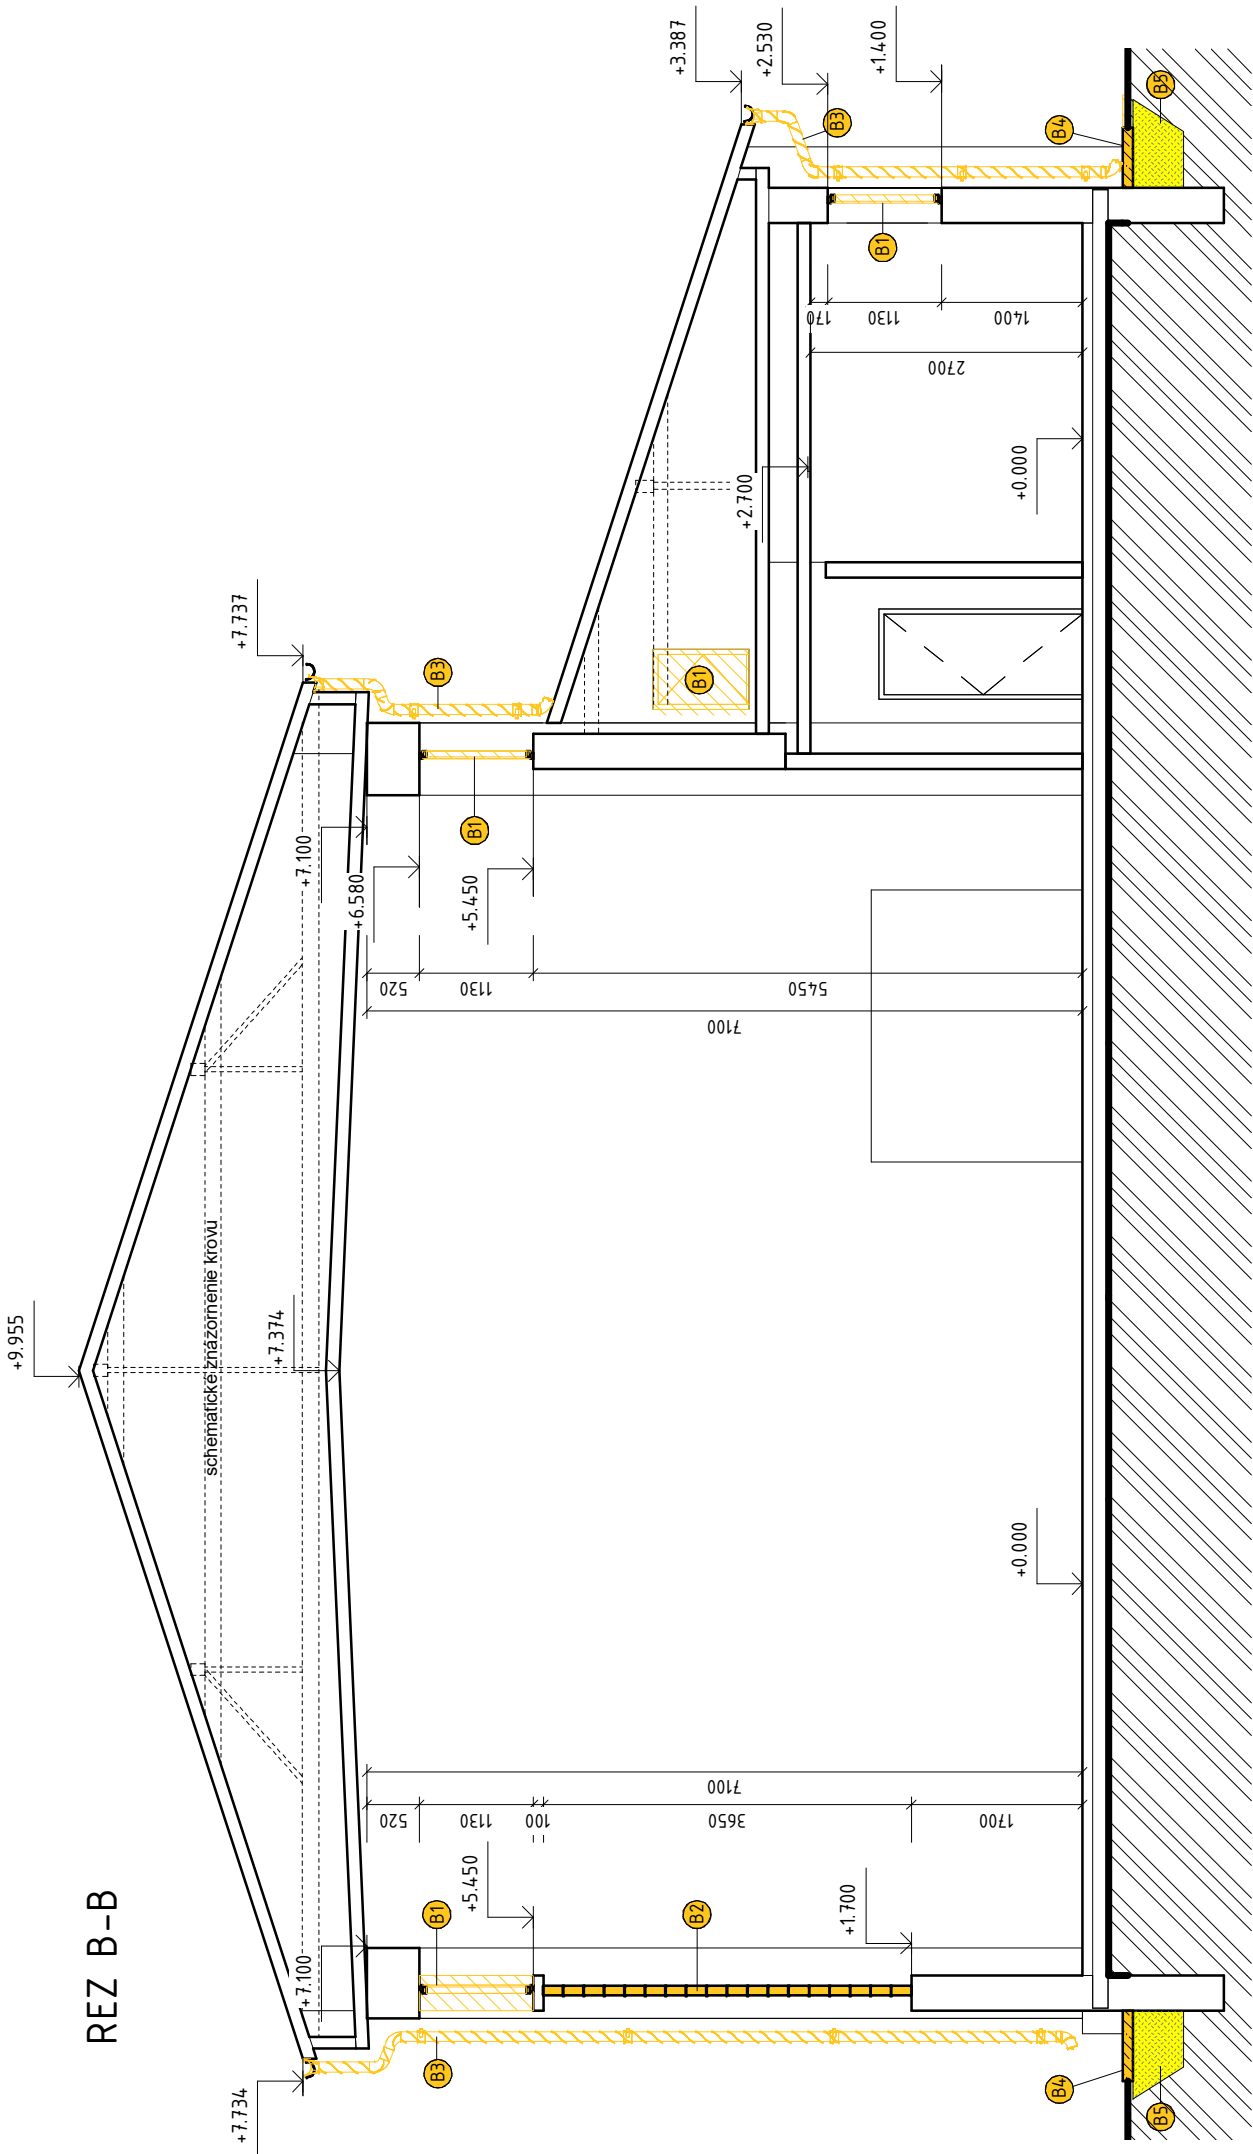 REZ B-B
+9.955
schematické znázornenie krovu
+7.374
+7.734
+7.737
+7.100
+7.100
+6.580
+5.450
+5.450
+1.700
+0.000
+0.000
+2.700
+3.387
+2.530
+1.400
520
1130
100
3650
1700
7100
520
1130
5450
7100
170
1130
1400
2700
B1
B2
B3
B4
B5
B3
B1
B1
B3
B1
B4
B5